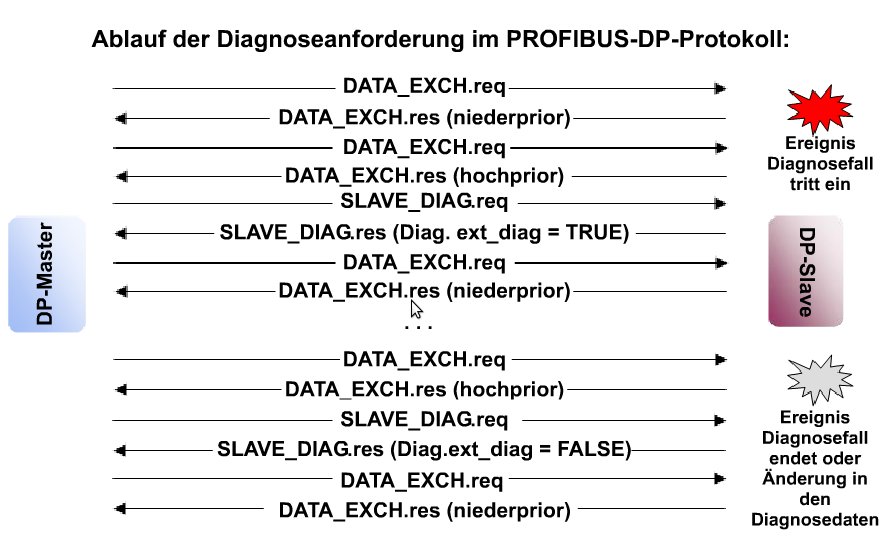 Ablauf der Diagnoseanforderung im PROFIBUS-DP-Protokoll:
DATA_EXCH.req
DATA_EXCH.res (niederprior)
DATA_EXCH.req
DATA_EXCH.res (hochprior)
SLAVE_DIAG.req
SLAVE_DIAG.res (Diag. ext_diag = TRUE)
DATA_EXCH.req
DATA_EXCH.res (niederprior)
. . .
DATA_EXCH.req
DATA_EXCH.res (hochprior)
SLAVE_DIAG.req
SLAVE_DIAG.res (Diag.ext_diag = FALSE)
DATA_EXCH.req
DATA_EXCH.res (niederprior)
DP-Master
DP-Slave
Ereignis
Diagnosefall
tritt ein
Ereignis
Diagnosefall
endet oder
Änderung in
den
Diagnosedaten